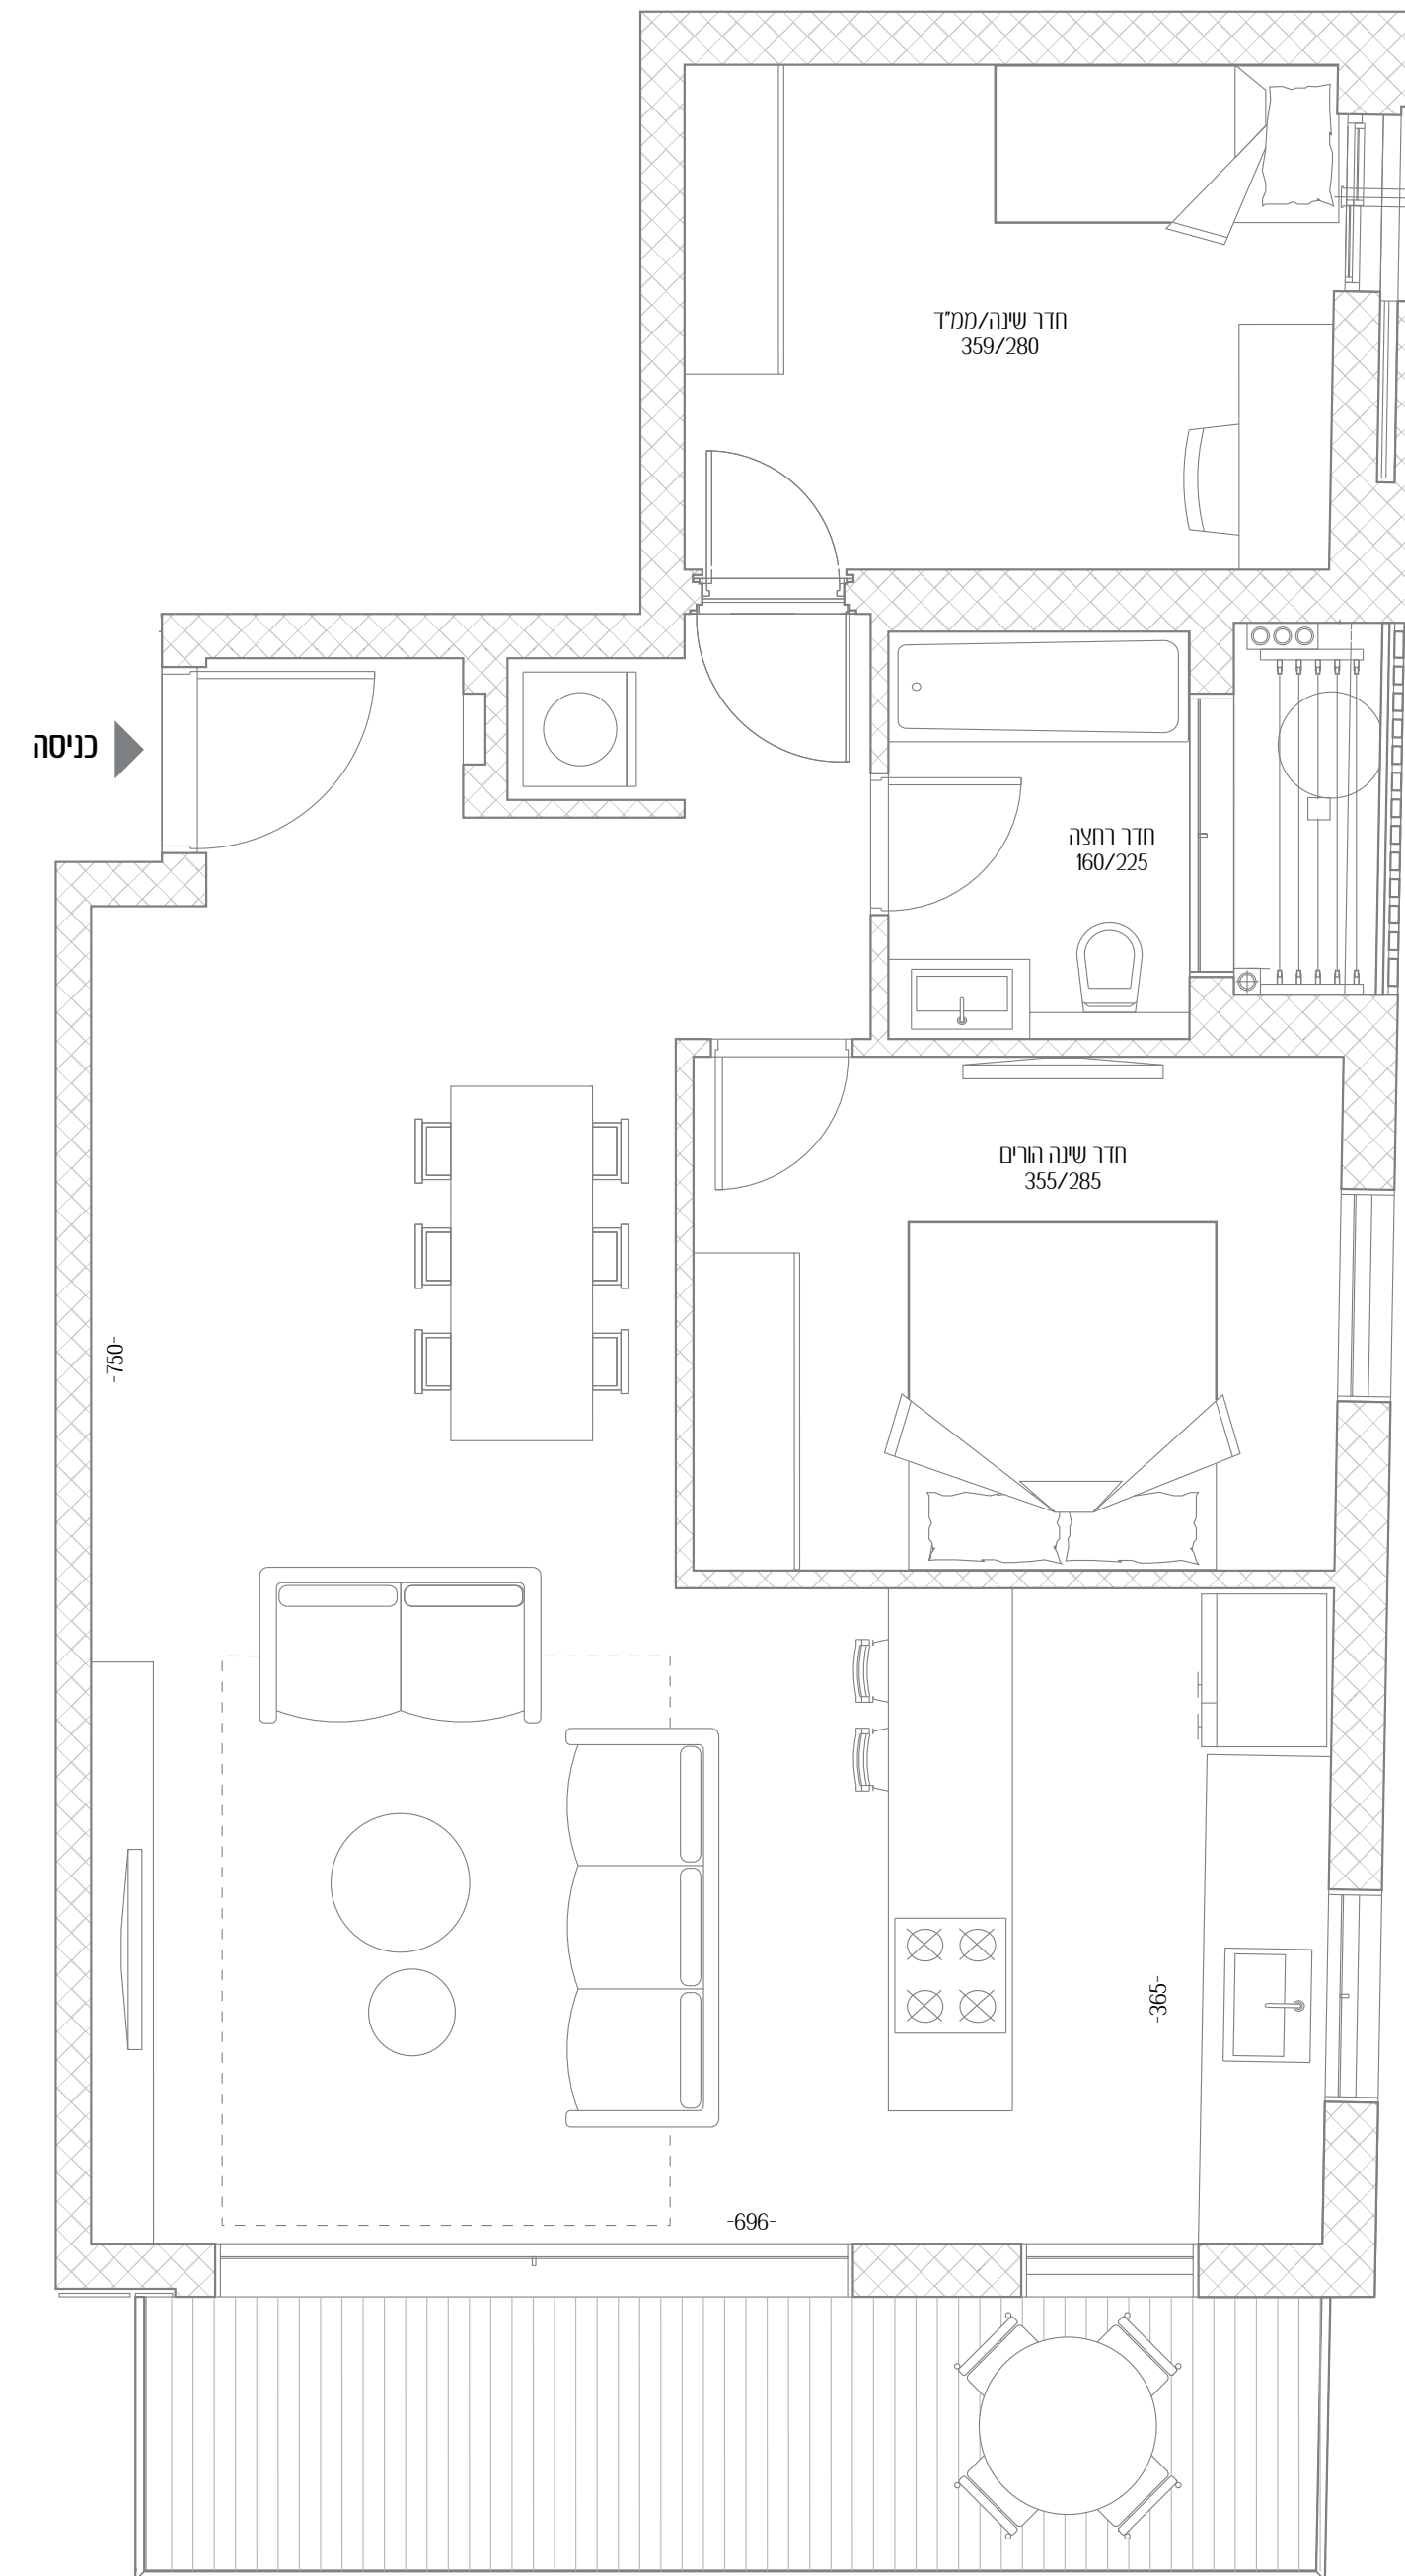 חדר שינה/ממ"ד
359/280
כניסה
חדר רחצה
160/225
חדר שינה הורים
355/285
-750-
-365-
-696-